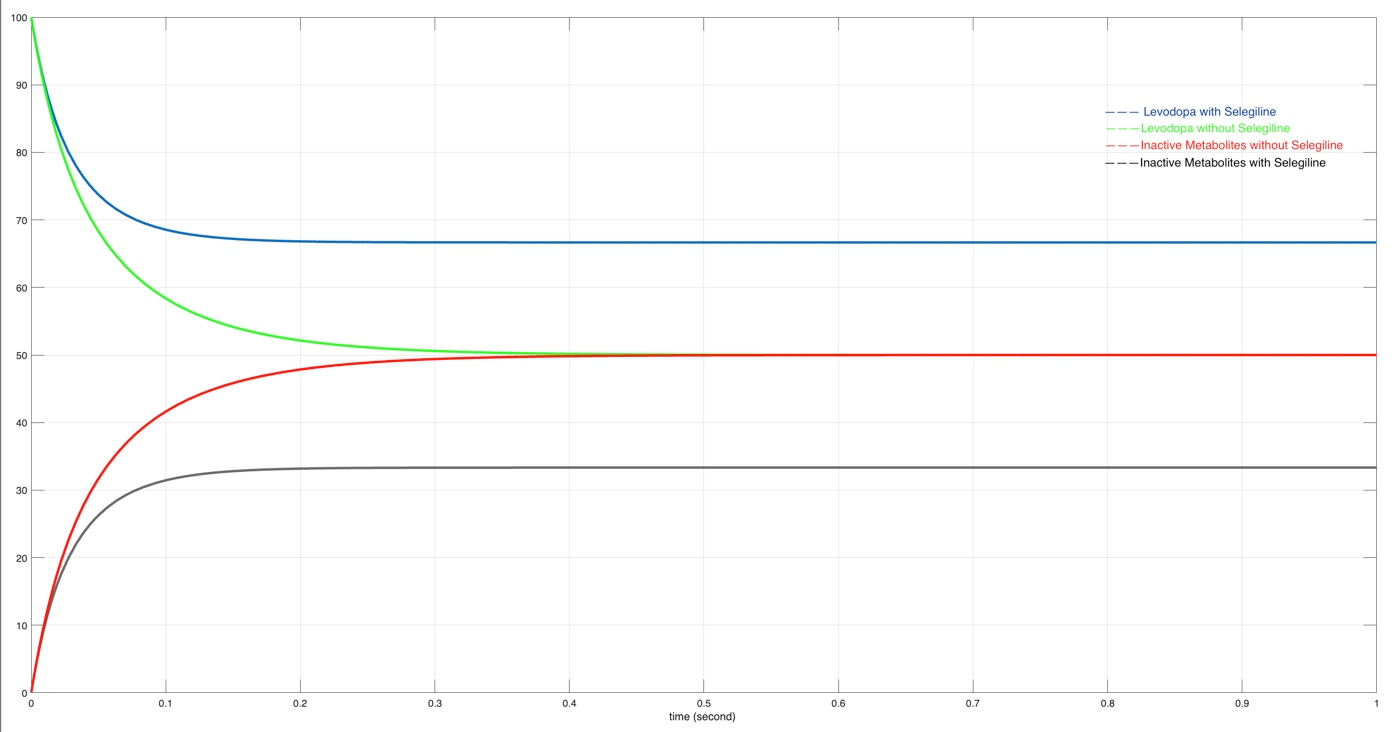 100
90
80
70
60
50
40
30
20
10
0
——— Levodopa with Selegiline
———Levodopa without Selegiline
———Inactive Metabolites without Selegiline
———Inactive Metabolites with Selegiline
0 0.1 0.2 0.3 0.4 0.5 0.6 0.7 0.8 0.9 1
time (second)